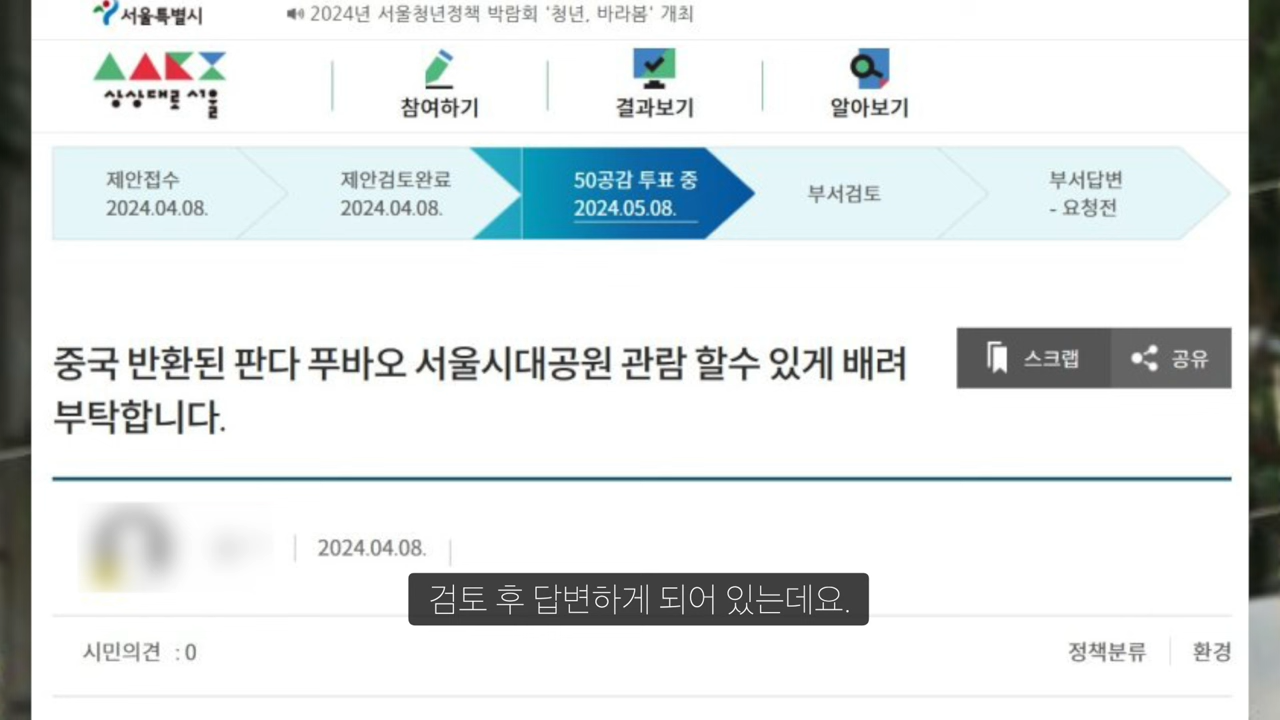 서울특별시
2024년 서울청년정책 박람회 '청년, 바라봄' 개최
상상대로 서울
참여하기
결과보기
알아보기
제안접수
2024.04.08.
제안검토완료
2024.04.08.
50공감 투표 중
2024.05.08.
부서검토
부서답변
- 요청전
중국 반환된 판다 푸바오 서울시대공원 관람 할수 있게 배려
부탁합니다.
스크랩
공유
2024.04.08.
검토 후 답변하게 되어 있는데요.
시민의견 : 0
정책분류
환경